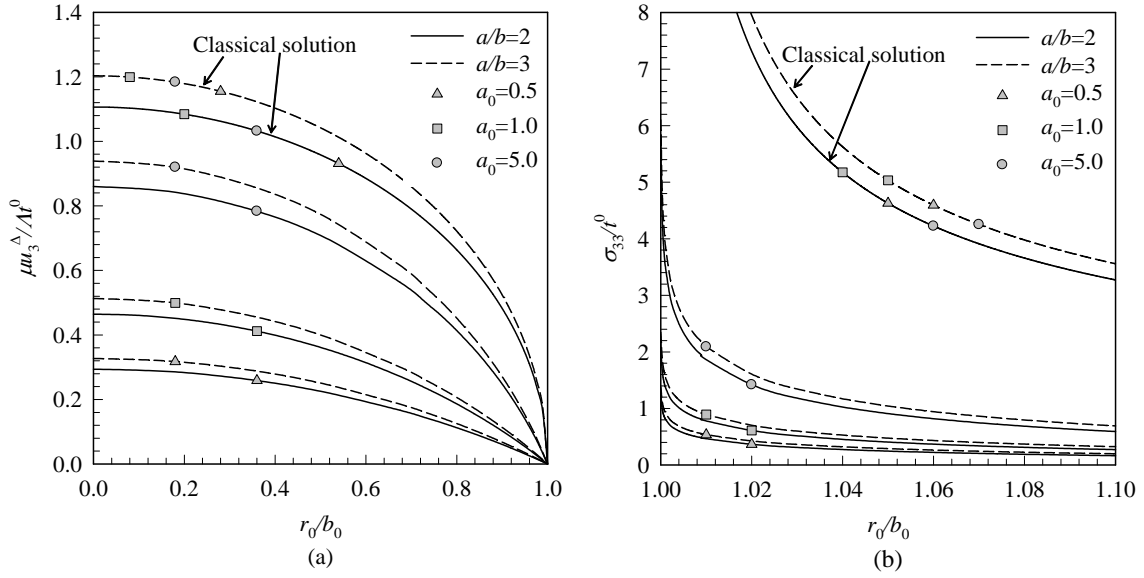 1.4
1.2
1.0
0.8
0.6
0.4
0.2
0.0
μu₃^Δ/Λt⁰
Classical solution
a/b=2
a/b=3
a₀=0.5
a₀=1.0
a₀=5.0
0.0 0.2 0.4 0.6 0.8 1.0
r₀/b₀
(a)
8
7
6
5
4
3
2
1
0
σ₃₃/t⁰
Classical solution
a/b=2
a/b=3
a₀=0.5
a₀=1.0
a₀=5.0
1.00 1.02 1.04 1.06 1.08 1.10
r₀/b₀
(b)